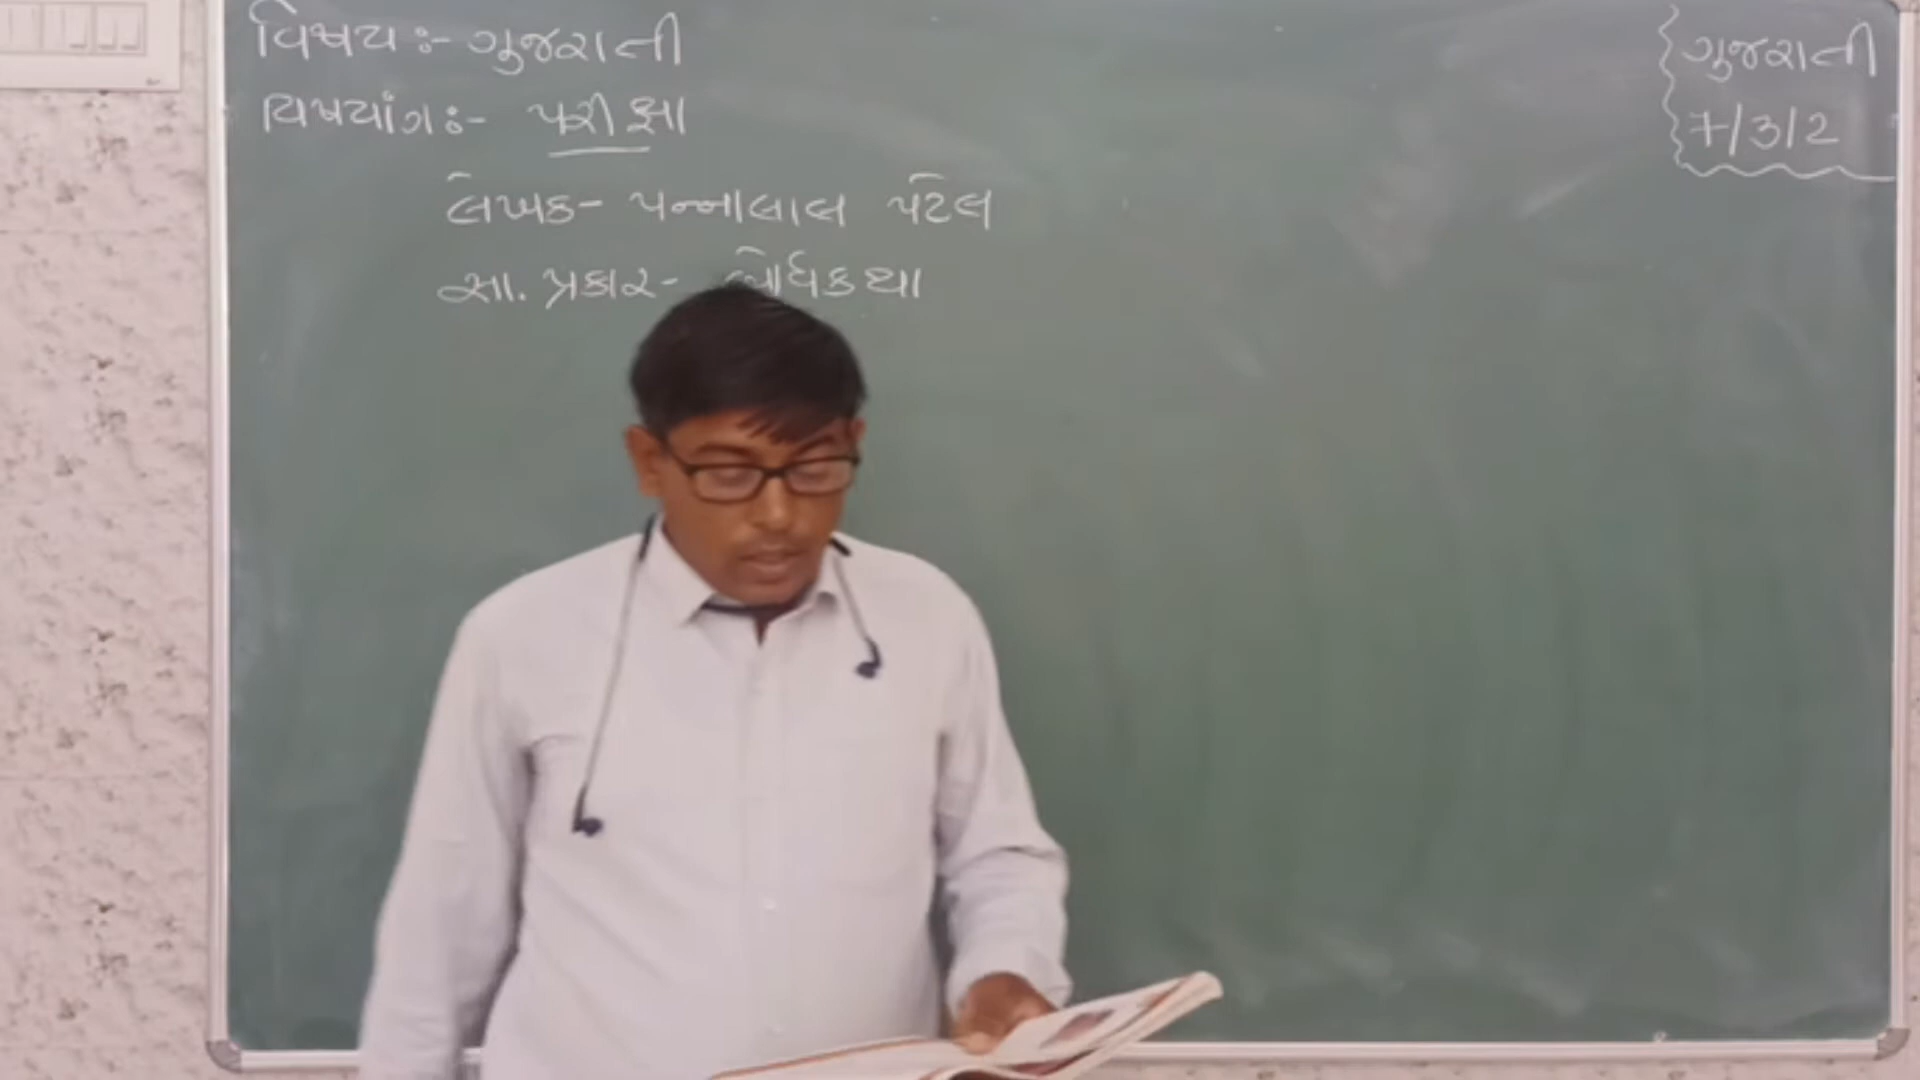 વિષય ઃ- ગુજરાતી
વિષયાંગ ઃ- પરીક્ષા
લેખક - પન્નાલાલ પટેલ
સા. પ્રકાર - બોધકથા
ગુજરાતી
7/3/2